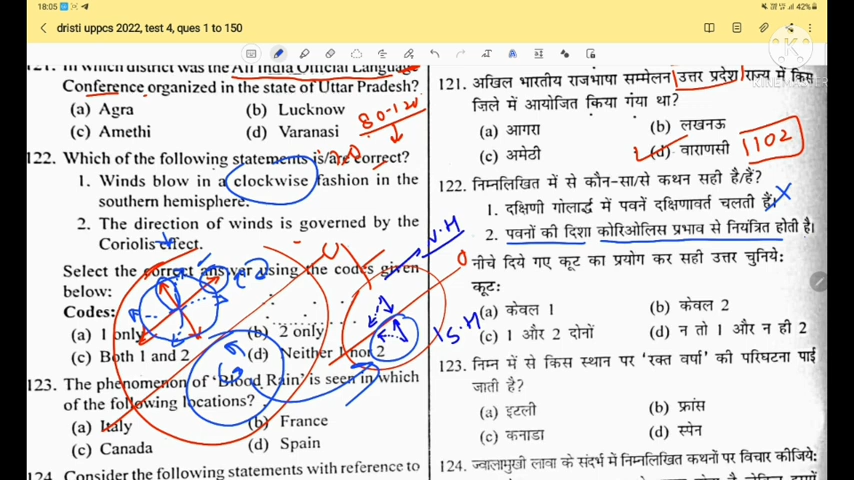 18:05
42%
dristi uppcs 2022, test 4, ques 1 to 150
121. In which district was the All India Official Language
Conference organized in the state of Uttar Pradesh?
(a) Agra (b) Lucknow
(c) Amethi (d) Varanasi
80-120
122. Which of the following statements is/are correct?
1. Winds blow in a clockwise fashion in the
southern hemisphere.
2. The direction of winds is governed by the
Coriolis effect.
Select the correct answer using the codes given
below:
Codes:
(a) 1 only (b) 2 only
(c) Both 1 and 2 (d) Neither 1 nor 2
123. The phenomenon of 'Blood Rain' is seen in which
of the following locations?
(a) Italy (b) France
(c) Canada (d) Spain
124. Consider the following statements with reference to
N.H
0
S.H
121. अखिल भारतीय राजभाषा सम्मेलन उत्तर प्रदेश राज्य में किस
जिले में आयोजित किया गया था?
(a) आगरा (b) लखनऊ
(c) अमेठी (d) वाराणसी
1102
122. निम्नलिखित में से कौन-सा/से कथन सही है/हैं?
1. दक्षिणी गोलार्द्ध में पवनें दक्षिणावर्त चलती हैं।
2. पवनों की दिशा कोरिओलिस प्रभाव से नियंत्रित होती है।
नीचे दिये गए कूट का प्रयोग कर सही उत्तर चुनिये:
कूट:
(a) केवल 1 (b) केवल 2
(c) 1 और 2 दोनों (d) न तो 1 और न ही 2
123. निम्न में से किस स्थान पर 'रक्त वर्षा' की परिघटना पाई
जाती है?
(a) इटली (b) फ्रांस
(c) कनाडा (d) स्पेन
124. ज्वालामुखी लावा के संदर्भ में निम्नलिखित कथनों पर विचार कीजिये: